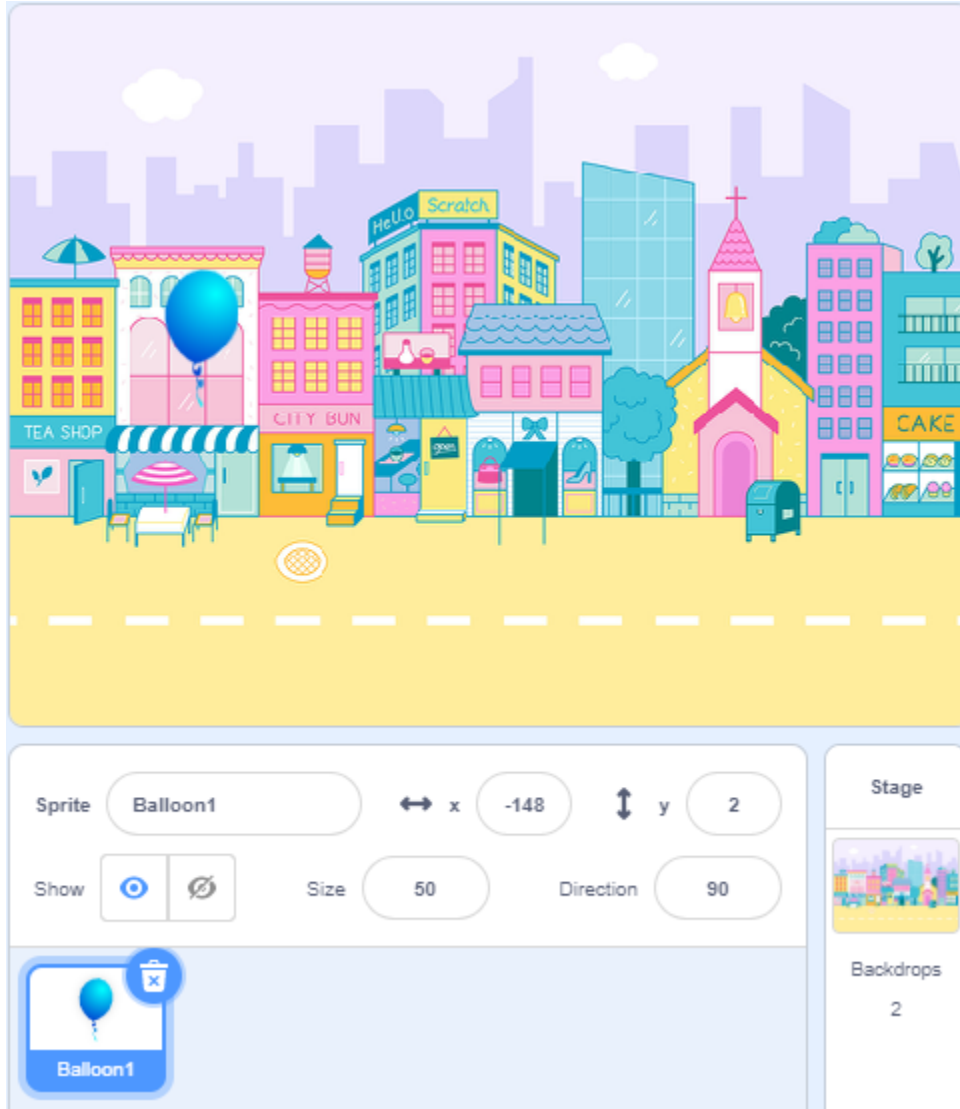 Hello Scratch
TEA SHOP
CITY BUN
open
CAKE
Sprite Balloon1 x -148 y 2
Show Size 50 Direction 90
Stage
Backdrops
2
Balloon1